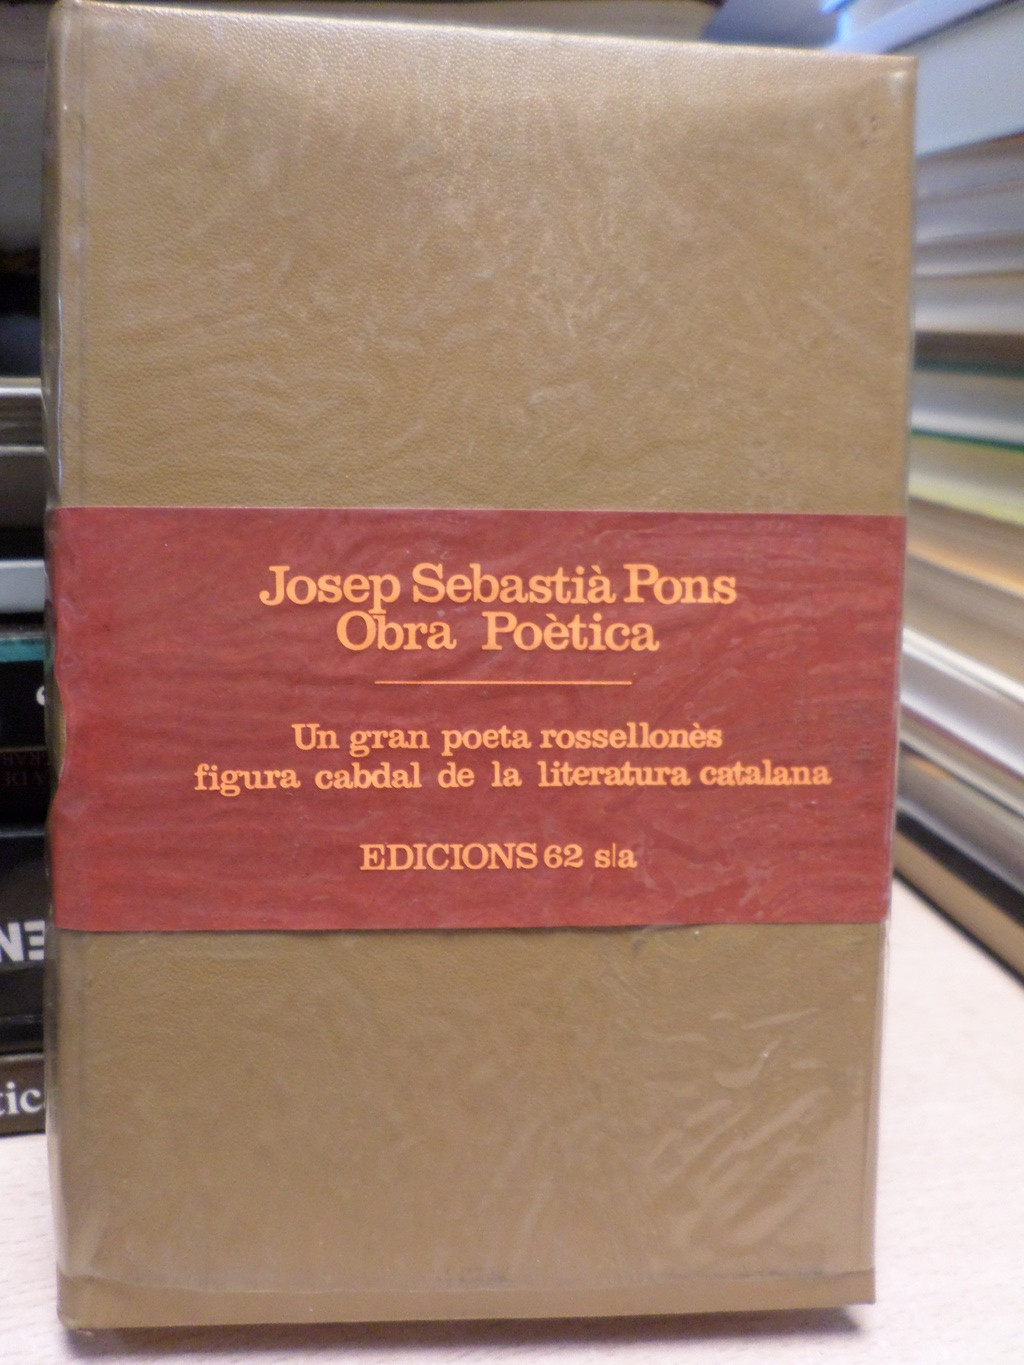 Josep Sebastià Pons
Obra Poètica
Un gran poeta rossellonès
figura cabdal de la literatura catalana
EDICIONS 62 s|a